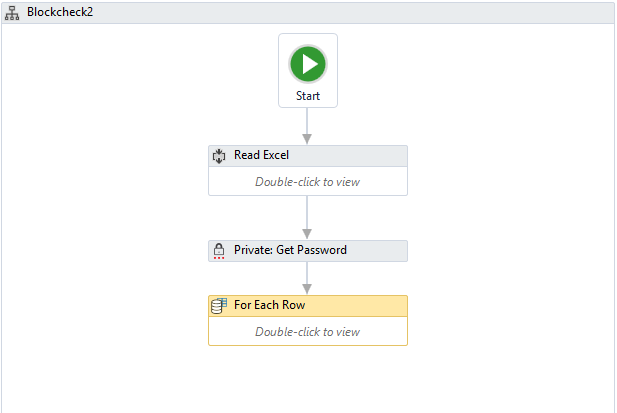 Blockcheck2
Start
Read Excel
Double-click to view
Private: Get Password
For Each Row
Double-click to view